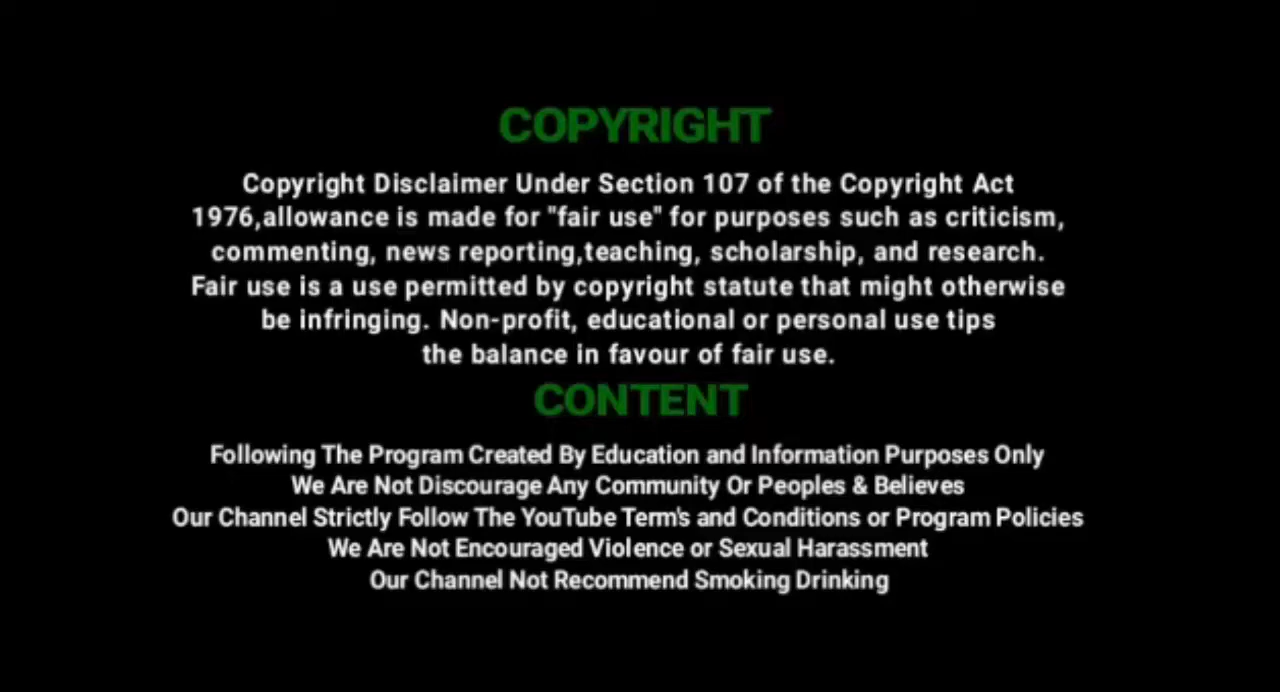 COPYRIGHT
Copyright Disclaimer Under Section 107 of the Copyright Act
1976,allowance is made for "fair use" for purposes such as criticism,
commenting, news reporting,teaching, scholarship, and research.
Fair use is a use permitted by copyright statute that might otherwise
be infringing. Non-profit, educational or personal use tips
the balance in favour of fair use.
CONTENT
Following The Program Created By Education and Information Purposes Only
We Are Not Discourage Any Community Or Peoples & Believes
Our Channel Strictly Follow The YouTube Term's and Conditions or Program Policies
We Are Not Encouraged Violence or Sexual Harassment
Our Channel Not Recommend Smoking Drinking